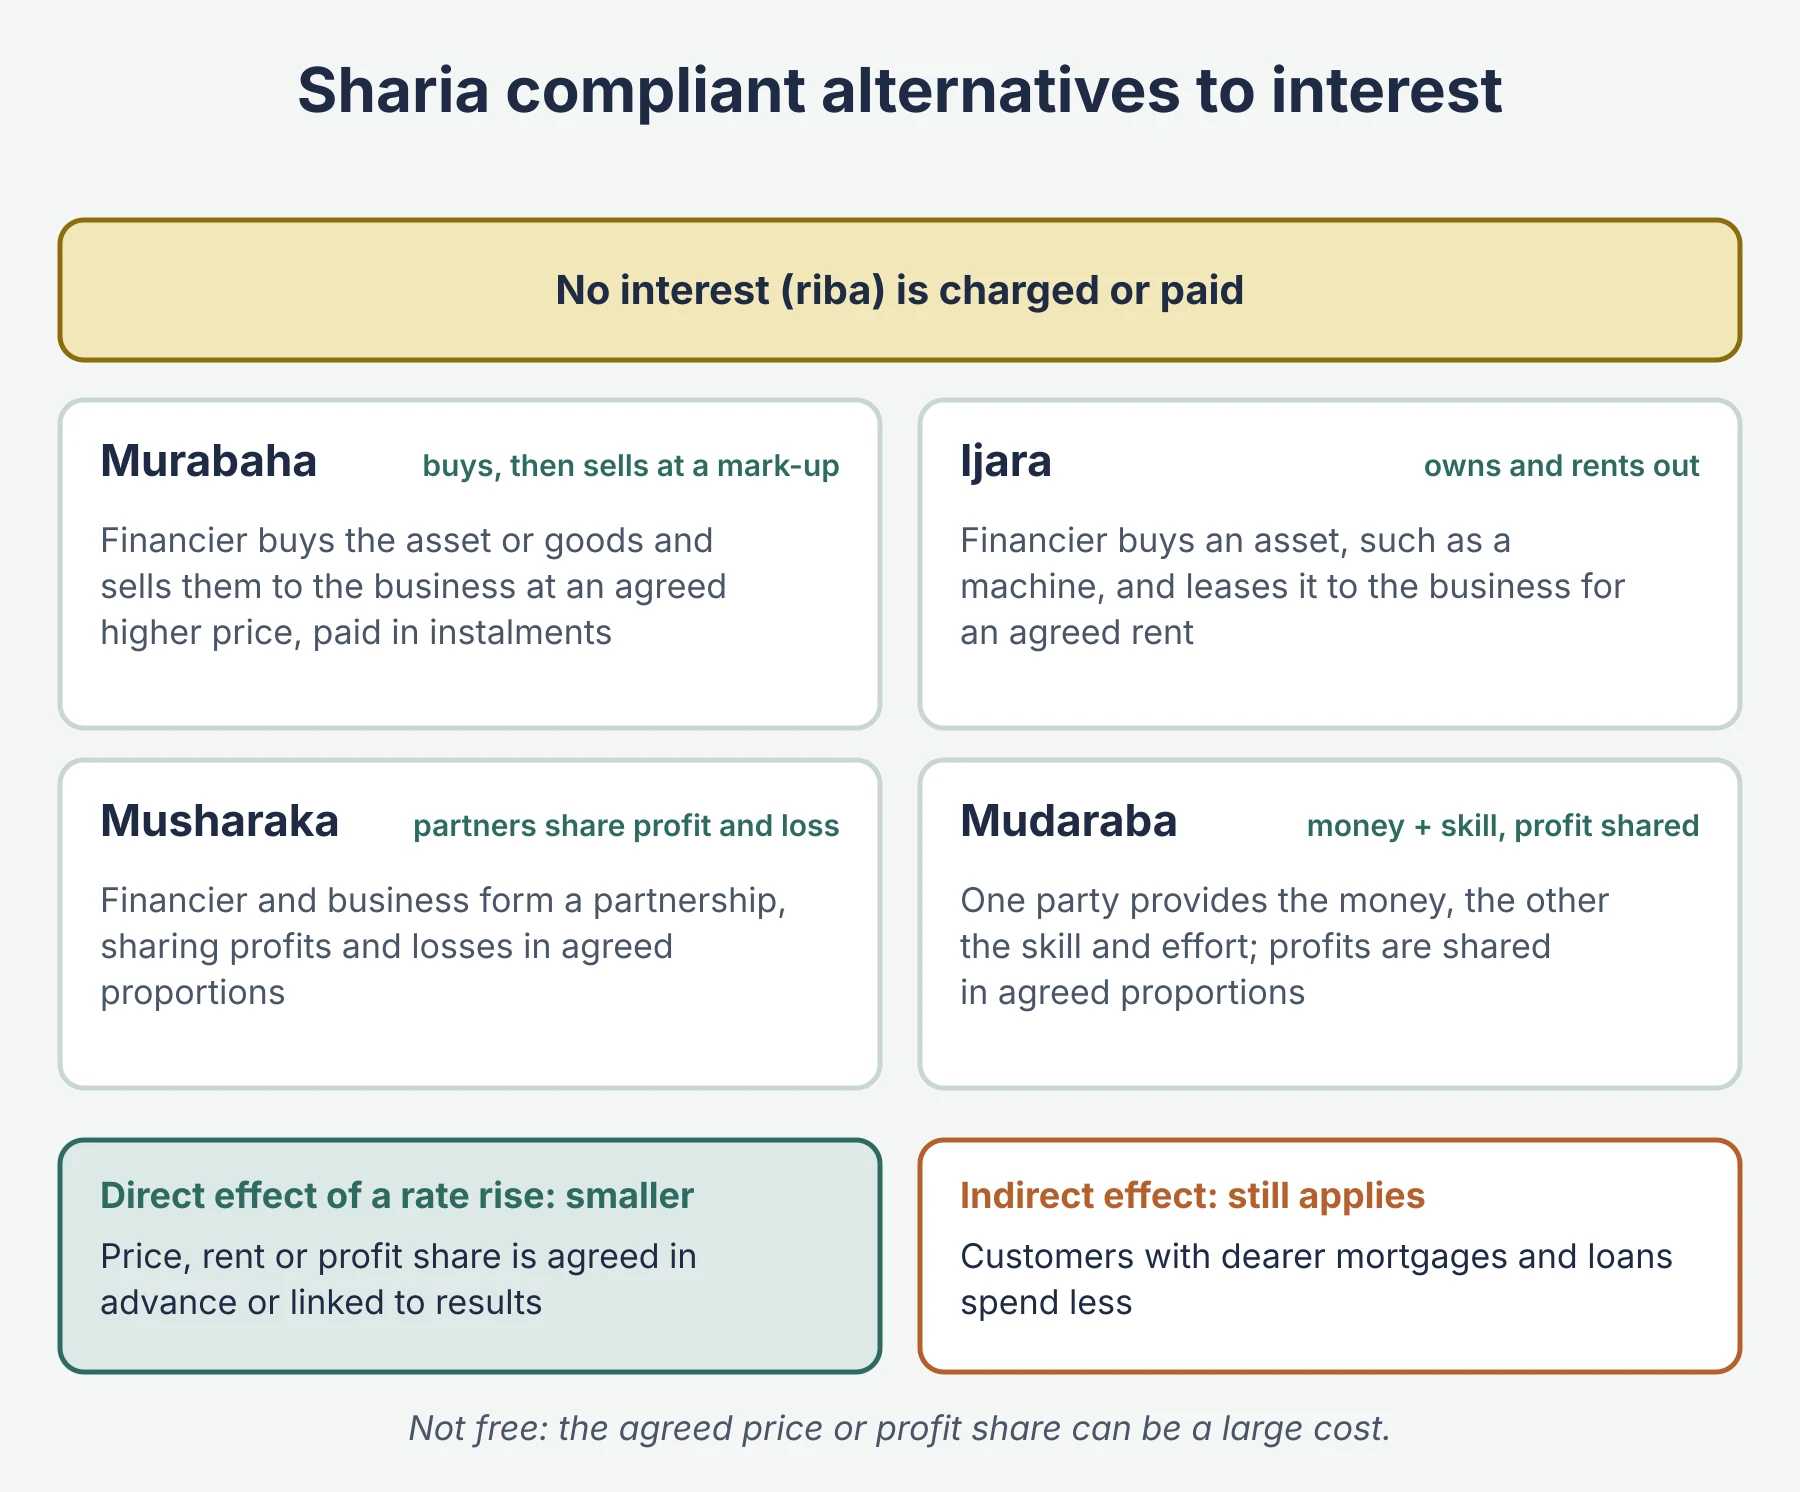 Sharia compliant alternatives to interest
No interest (riba) is charged or paid
Murabaha
buys, then sells at a mark-up
Financier buys the asset or goods and
sells them to the business at an agreed
higher price, paid in instalments
Ijara
owns and rents out
Financier buys an asset, such as a
machine, and leases it to the business for
an agreed rent
Musharaka
partners share profit and loss
Financier and business form a partnership,
sharing profits and losses in agreed
proportions
Mudaraba
money + skill, profit shared
One party provides the money, the other
the skill and effort; profits are shared
in agreed proportions
Direct effect of a rate rise: smaller
Price, rent or profit share is agreed in
advance or linked to results
Indirect effect: still applies
Customers with dearer mortgages and loans
spend less
Not free: the agreed price or profit share can be a large cost.